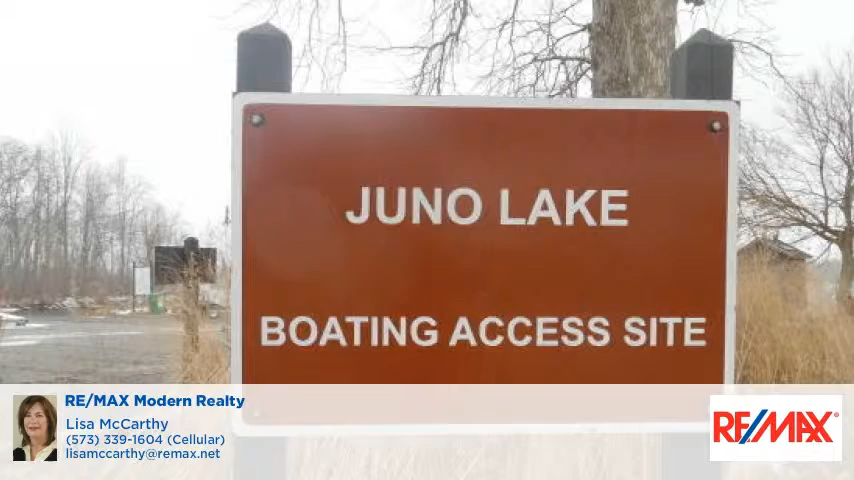 JUNO LAKE
BOATING ACCESS SITE
RE/MAX Modern Realty
Lisa McCarthy
(573) 339-1604 (Cellular)
lisamccarthy@remax.net
RE/MAX®